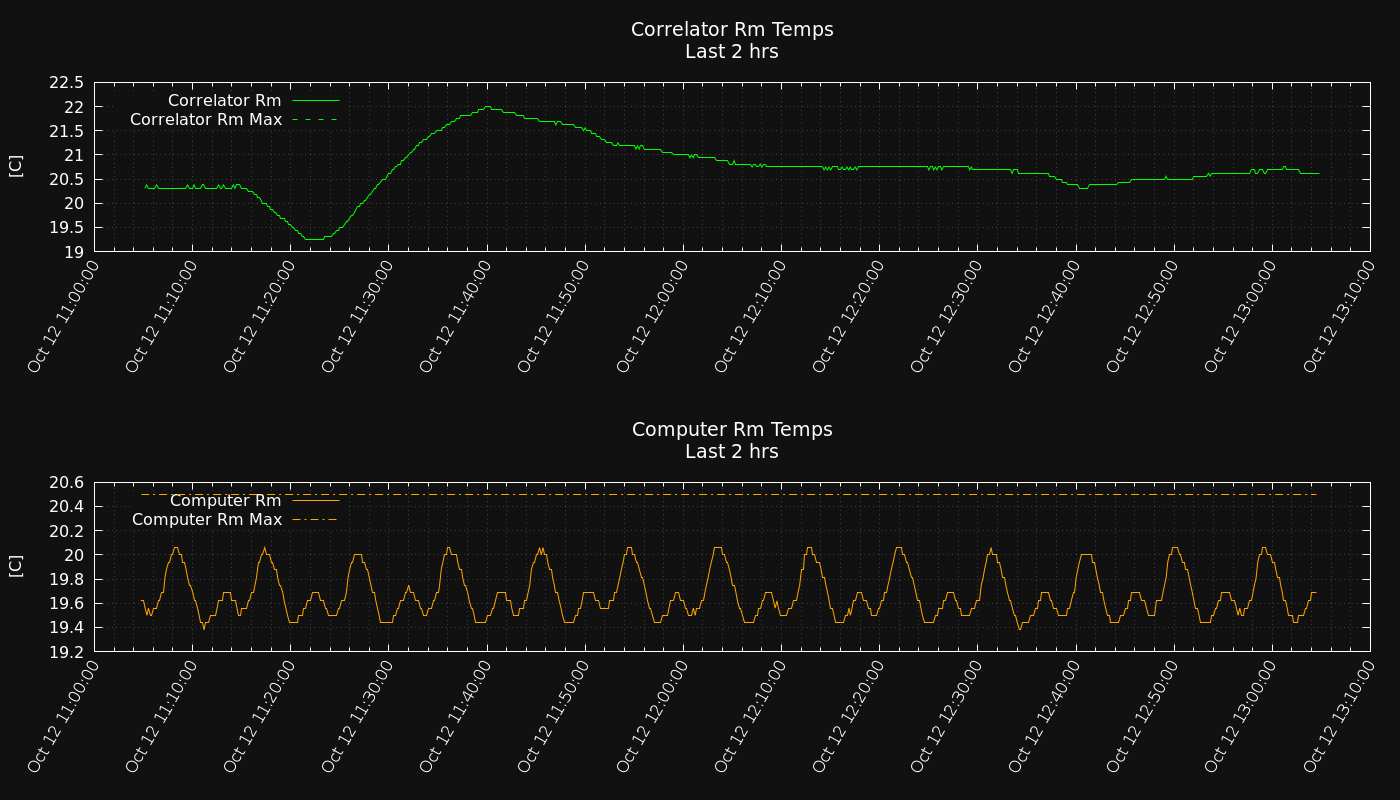 Correlator Rm Temps
Last 2 hrs
22.5
22
21.5
21
20.5
20
19.5
19
[C]
Correlator Rm
Correlator Rm Max
Oct 12 11:00:00
Oct 12 11:10:00
Oct 12 11:20:00
Oct 12 11:30:00
Oct 12 11:40:00
Oct 12 11:50:00
Oct 12 12:00:00
Oct 12 12:10:00
Oct 12 12:20:00
Oct 12 12:30:00
Oct 12 12:40:00
Oct 12 12:50:00
Oct 12 13:00:00
Oct 12 13:10:00
Computer Rm Temps
Last 2 hrs
20.6
20.4
20.2
20
19.8
19.6
19.4
19.2
[C]
Computer Rm
Computer Rm Max
Oct 12 11:00:00
Oct 12 11:10:00
Oct 12 11:20:00
Oct 12 11:30:00
Oct 12 11:40:00
Oct 12 11:50:00
Oct 12 12:00:00
Oct 12 12:10:00
Oct 12 12:20:00
Oct 12 12:30:00
Oct 12 12:40:00
Oct 12 12:50:00
Oct 12 13:00:00
Oct 12 13:10:00